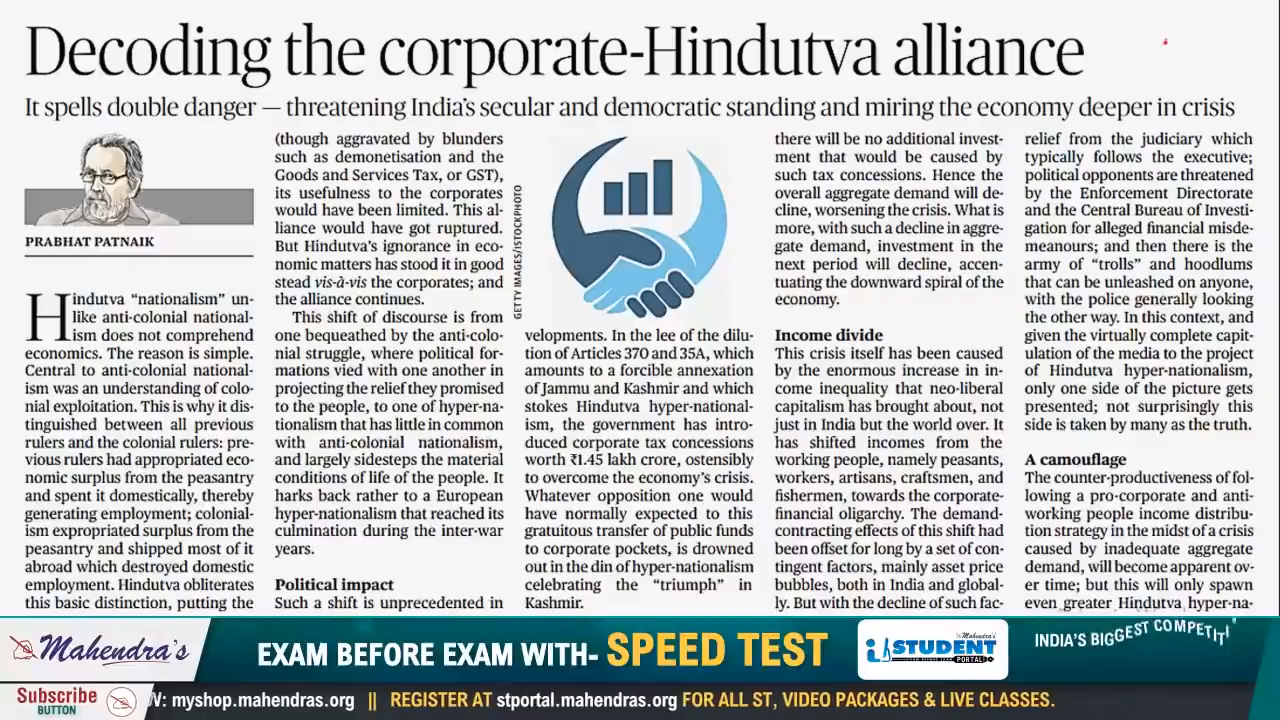 Decoding the corporate-Hindutva alliance
It spells double danger — threatening India's secular and democratic standing and miring the economy deeper in crisis
PRABHAT PATNAIK
Hindutva “nationalism” un-
like anti-colonial national-
ism does not comprehend
economics. The reason is simple.
Central to anti-colonial national-
ism was an understanding of colo-
nial exploitation. This is why it dis-
tinguished between all previous
rulers and the colonial rulers: pre-
vious rulers had appropriated eco-
nomic surplus from the peasantry
and spent it domestically, thereby
generating employment; colonial-
ism expropriated surplus from the
peasantry and shipped most of it
abroad which destroyed domestic
employment. Hindutva obliterates
this basic distinction, putting the
(though aggravated by blunders
such as demonetisation and the
Goods and Services Tax, or GST),
its usefulness to the corporates
would have been limited. This al-
liance would have got ruptured.
But Hindutva's ignorance in eco-
nomic matters has stood it in good
stead vis-à-vis the corporates; and
the alliance continues.
This shift of discourse is from
one bequeathed by the anti-colo-
nial struggle, where political for-
mations vied with one another in
projecting the relief they promised
to the people, to one of hyper-na-
tionalism that has little in common
with anti-colonial nationalism,
and largely sidesteps the material
conditions of life of the people. It
harks back rather to a European
hyper-nationalism that reached its
culmination during the inter-war
years.
Political impact
Such a shift is unprecedented in
GETTY IMAGES/ISTOCKPHOTO
velopments. In the lee of the dilu-
tion of Articles 370 and 35A, which
amounts to a forcible annexation
of Jammu and Kashmir and which
stokes Hindutva hyper-national-
ism, the government has intro-
duced corporate tax concessions
worth ₹1.45 lakh crore, ostensibly
to overcome the economy's crisis.
Whatever opposition one would
have normally expected to this
gratuitous transfer of public funds
to corporate pockets, is drowned
out in the din of hyper-nationalism
celebrating the “triumph” in
Kashmir.
there will be no additional invest-
ment that would be caused by
such tax concessions. Hence the
overall aggregate demand will de-
cline, worsening the crisis. What is
more, with such a decline in aggre-
gate demand, investment in the
next period will decline, accen-
tuating the downward spiral of the
economy.
Income divide
This crisis itself has been caused
by the enormous increase in in-
come inequality that neo-liberal
capitalism has brought about, not
just in India but the world over. It
has shifted incomes from the
working people, namely peasants,
workers, artisans, craftsmen, and
fishermen, towards the corporate-
financial oligarchy. The demand-
contracting effects of this shift had
been offset for long by a set of con-
tingent factors, mainly asset price
bubbles, both in India and global-
ly. But with the decline of such fac-
relief from the judiciary which
typically follows the executive;
political opponents are threatened
by the Enforcement Directorate
and the Central Bureau of Investi-
gation for alleged financial misde-
meanours; and then there is the
army of “trolls” and hoodlums
that can be unleashed on anyone,
with the police generally looking
the other way. In this context, and
given the virtually complete capit-
ulation of the media to the project
of Hindutva hyper-nationalism,
only one side of the picture gets
presented; not surprisingly this
side is taken by many as the truth.
A camouflage
The counter-productiveness of fol-
lowing a pro-corporate and anti-
working people income distribu-
tion strategy in the midst of a crisis
caused by inadequate aggregate
demand, will become apparent ov-
er time; but this will only spawn
even greater Hindutva hyper-na-
Mahendra's
EXAM BEFORE EXAM WITH- SPEED TEST
Mahendra's
STUDENT
PORTAL
INDIA'S BIGGEST COMPETIT
Subscribe
BUTTON
W: myshop.mahendras.org || REGISTER AT stportal.mahendras.org FOR ALL ST, VIDEO PACKAGES & LIVE CLASSES.